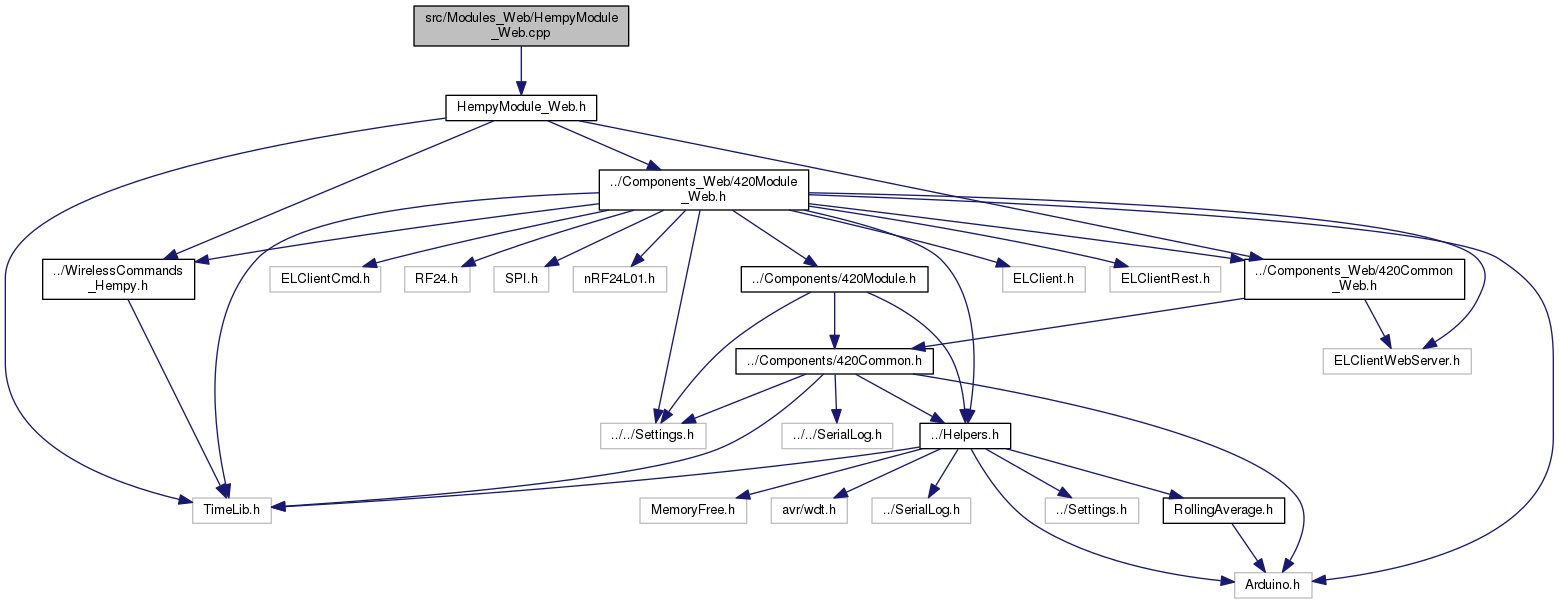 src/Modules_Web/HempyModule
_Web.cpp
HempyModule_Web.h
../Components_Web/420Module
_Web.h
../WirelessCommands
_Hempy.h
ELClientCmd.h
RF24.h
SPI.h
nRF24L01.h
../Components/420Module.h
ELClient.h
ELClientRest.h
../Components_Web/420Common
_Web.h
../Components/420Common.h
ELClientWebServer.h
../../Settings.h
../../SerialLog.h
../Helpers.h
TimeLib.h
MemoryFree.h
avr/wdt.h
../SerialLog.h
../Settings.h
RollingAverage.h
Arduino.h